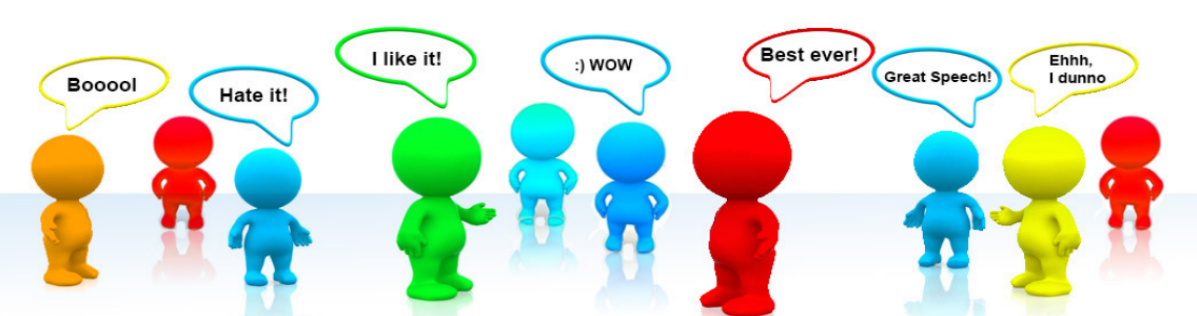 Booool
Hate it!
I like it!
:) WOW
Best ever!
Great Speech!
Ehhh,
I dunno